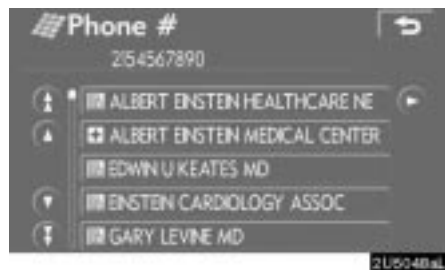 Phone #
2154567890
ALBERT EINSTEIN HEALTHCARE NE
ALBERT EINSTEIN MEDICAL CENTER
EDWIN U KEATES MD
EINSTEIN CARDIOLOGY ASSOC
GARY LEVINE MD
2U5048aL